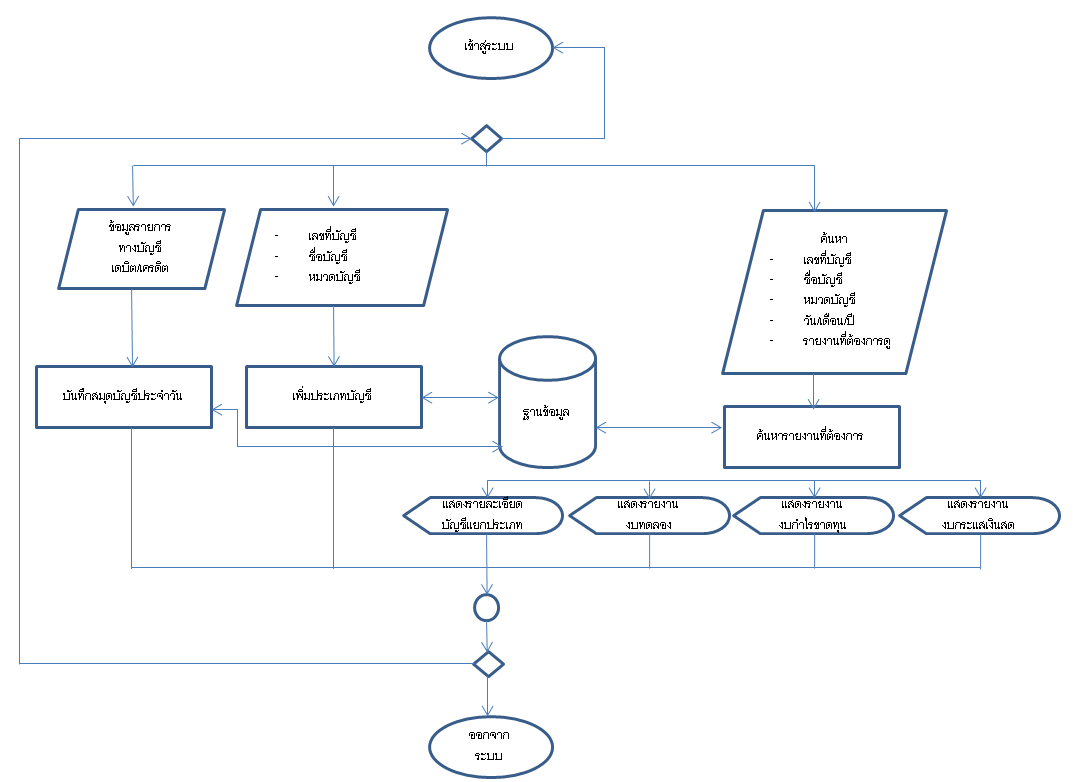 เข้าสู่ระบบ
ข้อมูลรายการ
ทางบัญชี
เดบิต/เครดิต
- เลขที่บัญชี
- ชื่อบัญชี
- หมวดบัญชี
ค้นหา
- เลขที่บัญชี
- ชื่อบัญชี
- หมวดบัญชี
- วัน/เดือน/ปี
- รายงานที่ต้องการดู
บันทึกสมุดบัญชีประจำวัน
เพิ่มประเภทบัญชี
ฐานข้อมูล
ค้นหารายงานที่ต้องการ
แสดงรายละเอียด
บัญชีแยกประเภท
แสดงรายงาน
งบทดลอง
แสดงรายงาน
งบกำไรขาดทุน
แสดงรายงาน
งบกระแสเงินสด
ออกจาก
ระบบ